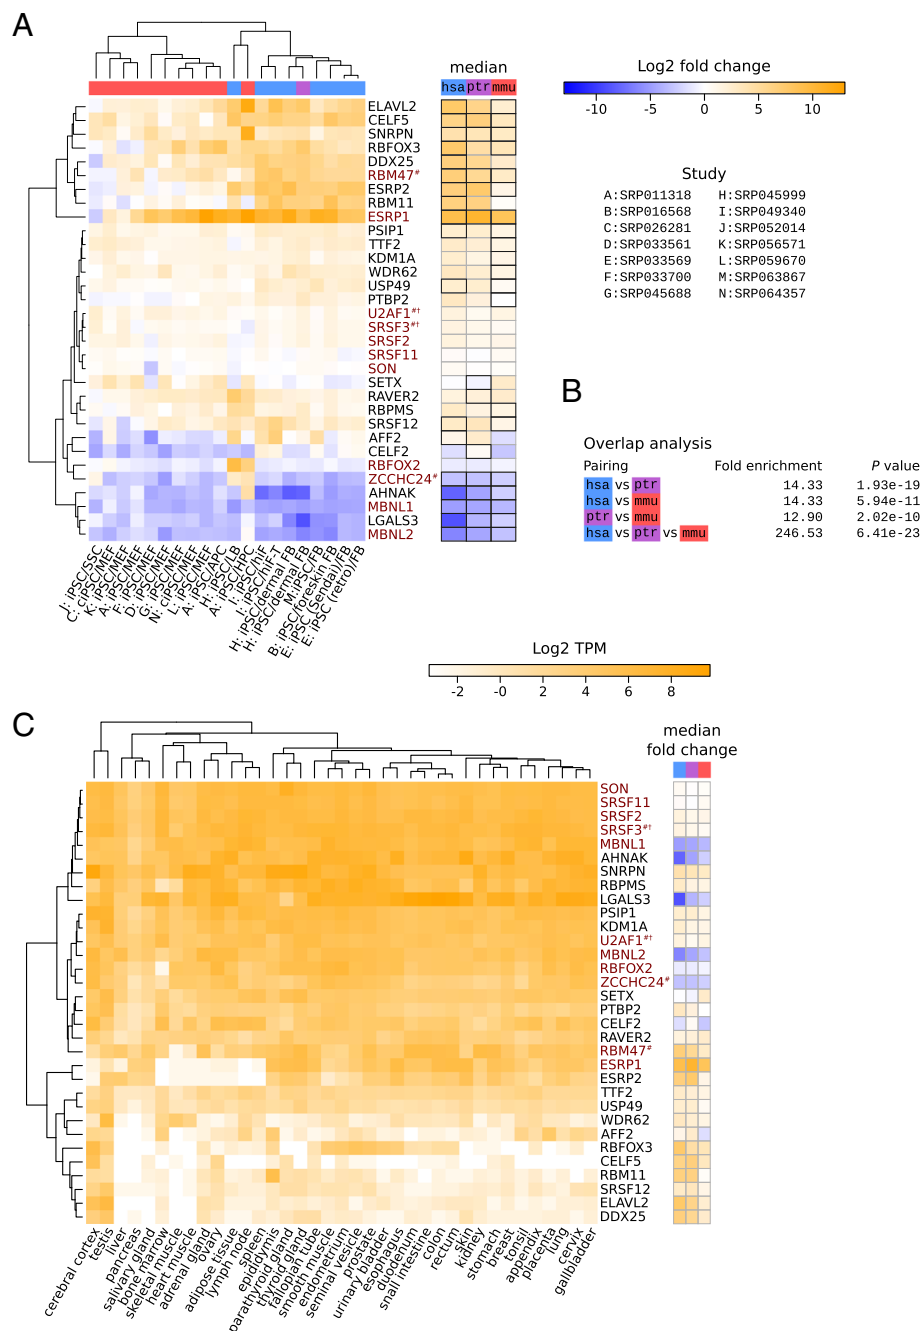 A
median
hsa ptr mmu
Log2 fold change
-10 -5 0 5 10
ELAVL2
CELF5
SNRPN
RBFOX3
DDX25
RBM47#
ESRP2
RBM11
ESRP1
PSIP1
TTF2
KDM1A
WDR62
USP49
PTBP2
U2AF1#†
SRSF3#†
SRSF2
SRSF11
SON
SETX
RAVER2
RBPMS
SRSF12
AFF2
CELF2
RBFOX2
ZCCHC24#
AHNAK
MBNL1
LGALS3
MBNL2
J: iPSC/SSC
C: ciPSC/MEF
K: iPSC/MEF
A: iPSC/MEF
F: iPSC/MEF
D: iPSC/MEF
G: iPSC/MEF
N: ciPSC/MEF
L: iPSC/MEF
A: iPSC/APC
H: iPSC/LB
A: iPSC/HPC
I: iPSC/hiF
I: iPSC/hiF-T
H: iPSC/dermal FB
H: iPSC/dermal FB
M:iPSC/FB
B: iPSC/foreskin FB
E: iPSC(Sendai)/FB
E: iPSC (retro)/FB
Study
A:SRP011318 H:SRP045999
B:SRP016568 I:SRP049340
C:SRP026281 J:SRP052014
D:SRP033561 K:SRP056571
E:SRP033569 L:SRP059670
F:SRP033700 M:SRP063867
G:SRP045688 N:SRP064357
B
Overlap analysis
Pairing Fold enrichment P value
hsa vs ptr 14.33 1.93e-19
hsa vs mmu 14.33 5.94e-11
ptr vs mmu 12.90 2.02e-10
hsa vs ptr vs mmu 246.53 6.41e-23
Log2 TPM
-2 -0 2 4 6 8
C
median
fold change
SON
SRSF11
SRSF2
SRSF3#†
MBNL1
AHNAK
SNRPN
RBPMS
LGALS3
PSIP1
KDM1A
U2AF1#†
MBNL2
RBFOX2
ZCCHC24#
SETX
PTBP2
CELF2
RAVER2
RBM47#
ESRP1
ESRP2
TTF2
USP49
WDR62
AFF2
RBFOX3
CELF5
RBM11
SRSF12
ELAVL2
DDX25
cerebral cortex
testis
liver
pancreas
salivary gland
bone marrow
skeletal muscle
heart muscle
adrenal gland
ovary
adipose tissue
lymph node
spleen
epididymis
parathyroid gland
thyroid gland
fallopian tube
smooth muscle
endometrium
seminal vesicle
prostate
urinary bladder
esophagus
duodenum
snall intestine
colon
rectum
skin
kidney
stomach
breast
tonsil
appendix
placenta
lung
cervix
gallbladder